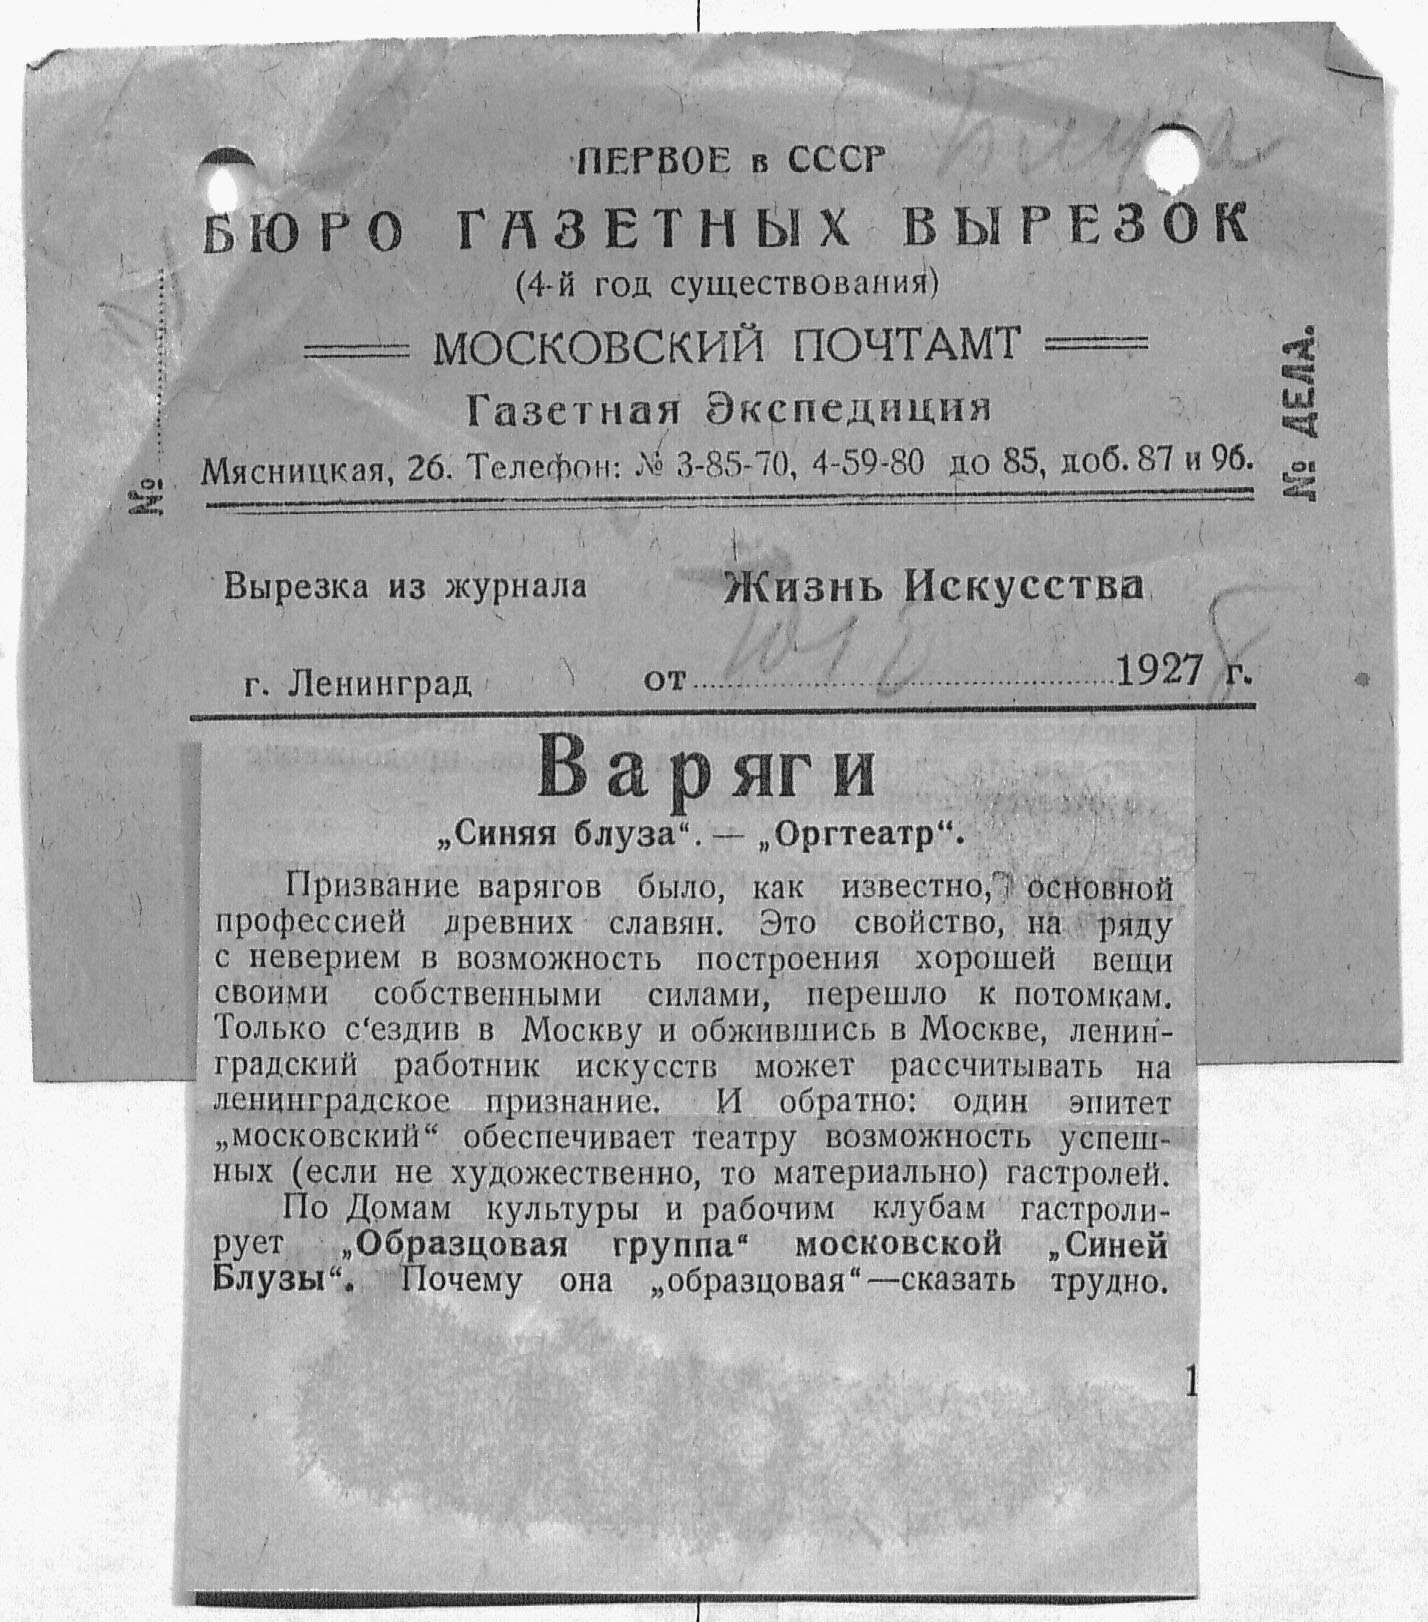 ПЕРВОЕ в СССР
БЮРО ГАЗЕТНЫХ ВЫРЕЗОК
(4-й год существования)
МОСКОВСКИЙ ПОЧТАМТ
Газетная Экспедиция
Мясницкая, 26. Телефон: № 3-85-70, 4-59-80 до 85, доб. 87 и 96.
№
№ ДЕЛА.
Вырезка из журнала Жизнь Искусства
г. Ленинград от 1927 г.
Варяги
„Синяя блуза“. — „Оргтеатр“.
Призвание варягов было, как известно, основной
профессией древних славян. Это свойство, на ряду
с неверием в возможность построения хорошей вещи
своими собственными силами, перешло к потомкам.
Только с‘ездив в Москву и обжившись в Москве, ленин-
градский работник искусств может рассчитывать на
ленинградское признание. И обратно: один эпитет
„московский“ обеспечивает театру возможность успеш-
ных (если не художественно, то материально) гастролей.
По Домам культуры и рабочим клубам гастроли-
рует „Образцовая группа“ московской „Синей
Блузы“. Почему она „образцовая“—сказать трудно.
1